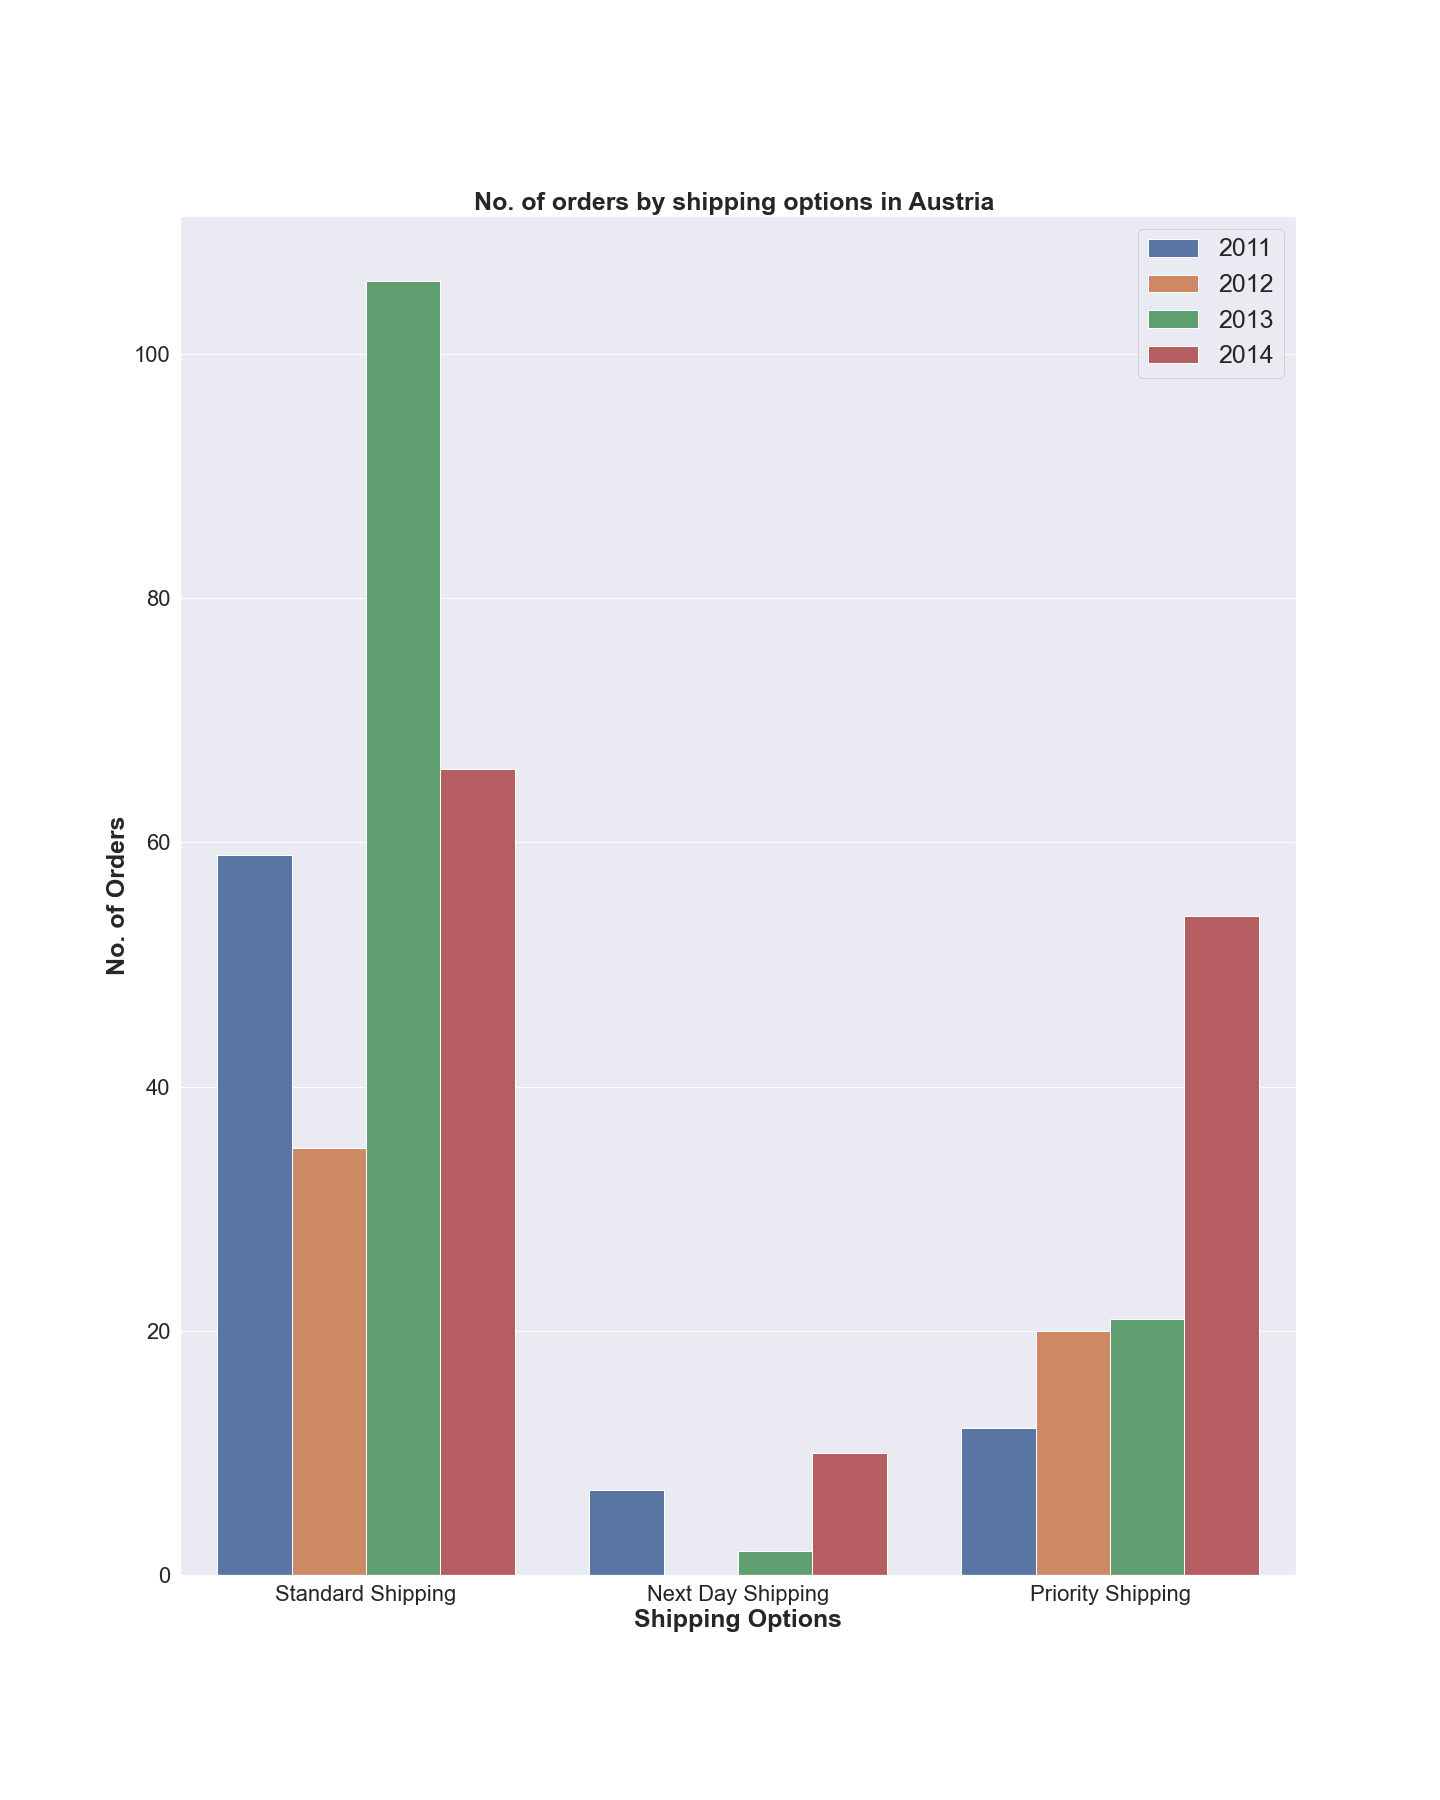 No. of orders by shipping options in Austria
2011
2012
2013
2014
100
80
60
40
20
0
No. of Orders
Standard Shipping
Next Day Shipping
Priority Shipping
Shipping Options